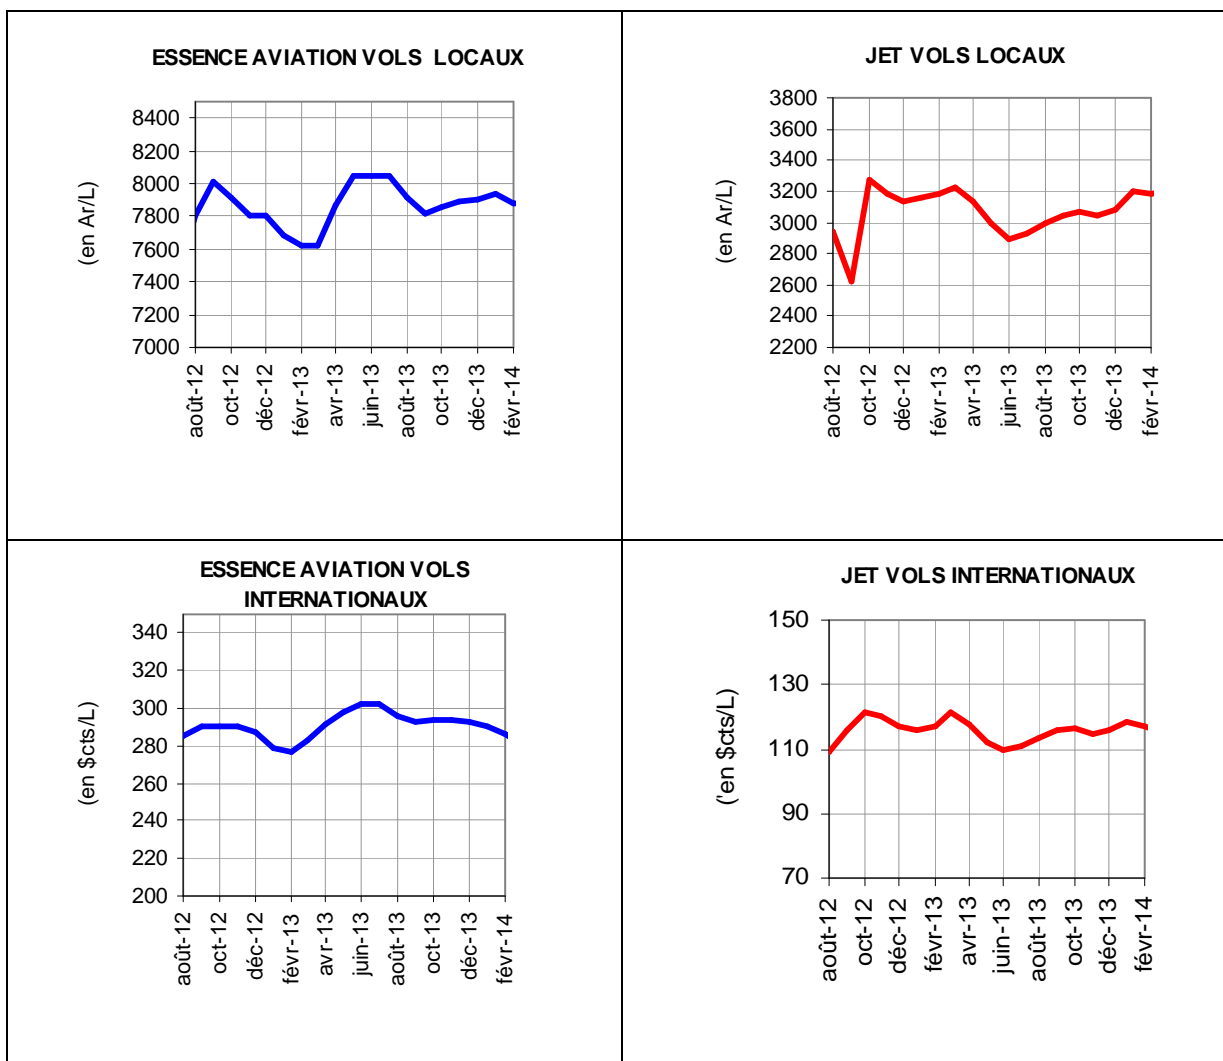 ESSENCE AVIATION VOLS LOCAUX
(en Ar/L)
8400
8200
8000
7800
7600
7400
7200
7000
août-12
oct-12
déc-12
févr-13
avr-13
juin-13
août-13
oct-13
déc-13
févr-14
JET VOLS LOCAUX
(en Ar/L)
3800
3600
3400
3200
3000
2800
2600
2400
2200
août-12
oct-12
déc-12
févr-13
avr-13
juin-13
août-13
oct-13
déc-13
févr-14
ESSENCE AVIATION VOLS
INTERNATIONAUX
(en $cts/L)
340
320
300
280
260
240
220
200
août-12
oct-12
déc-12
févr-13
avr-13
juin-13
août-13
oct-13
déc-13
févr-14
JET VOLS INTERNATIONAUX
('en $cts/L)
150
130
110
90
70
août-12
oct-12
déc-12
févr-13
avr-13
juin-13
août-13
oct-13
déc-13
févr-14